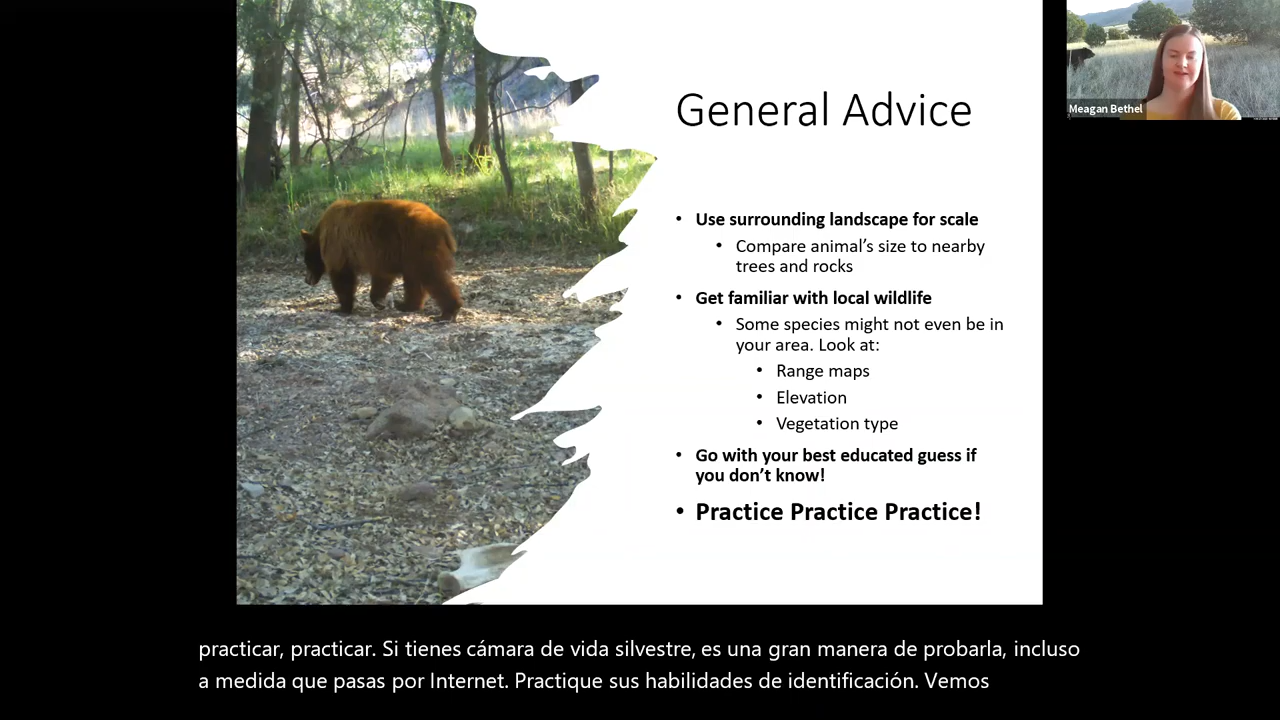 General Advice
Meagan Bethel
• Use surrounding landscape for scale
• Compare animal's size to nearby
trees and rocks
• Get familiar with local wildlife
• Some species might not even be in
your area. Look at:
• Range maps
• Elevation
• Vegetation type
• Go with your best educated guess if
you don't know!
• Practice Practice Practice!
practicar, practicar. Si tienes cámara de vida silvestre, es una gran manera de probarla, incluso
a medida que pasas por Internet. Practique sus habilidades de identificación. Vemos